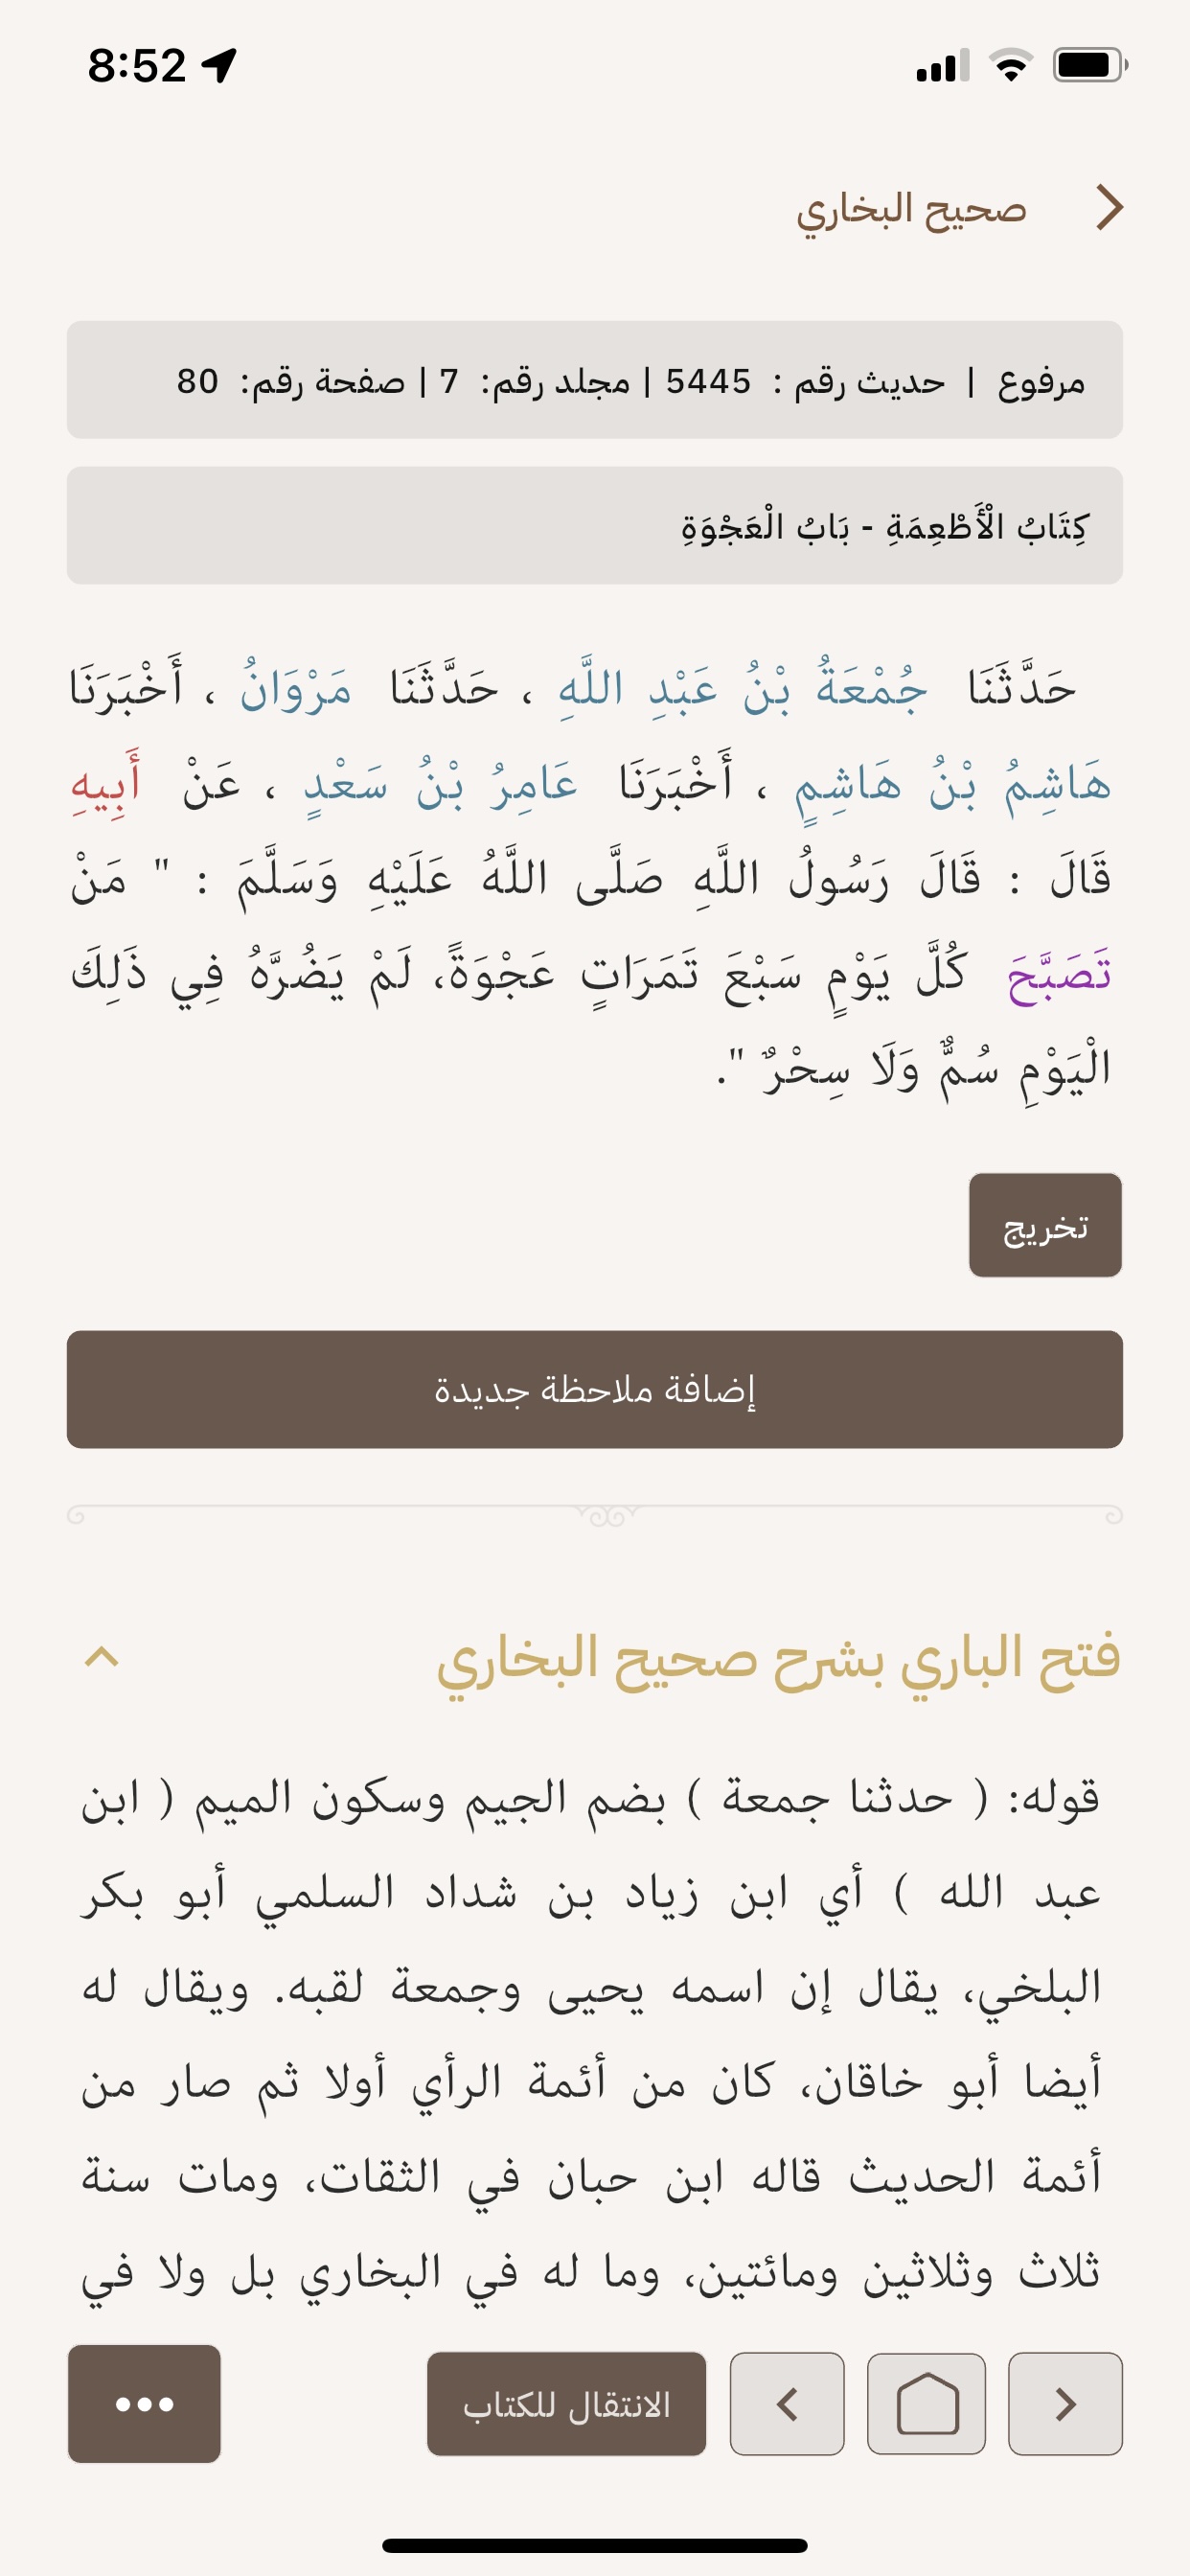 8:52
صحيح البخاري
مرفوع | حديث رقم : 5445 | مجلد رقم: 7 | صفحة رقم: 80
كِتَابُ الْأَطْعِمَةِ - بَابُ الْعَجْوَةِ
حَدَّثَنَا جُمْعَةُ بْنُ عَبْدِ اللَّهِ ، حَدَّثَنَا مَرْوَانُ ، أَخْبَرَنَا
هَاشِمُ بْنُ هَاشِمٍ ، أَخْبَرَنَا عَامِرُ بْنُ سَعْدٍ ، عَنْ أَبِيهِ
قَالَ : قَالَ رَسُولُ اللَّهِ صَلَّى اللَّهُ عَلَيْهِ وَسَلَّمَ : " مَنْ
تَصَبَّحَ كُلَّ يَوْمٍ سَبْعَ تَمَرَاتٍ عَجْوَةً، لَمْ يَضُرَّهُ فِي ذَلِكَ
الْيَوْمِ سُمٌّ وَلَا سِحْرٌ ".
تخريج
إضافة ملاحظة جديدة
فتح الباري بشرح صحيح البخاري
قوله: ( حدثنا جمعة ) بضم الجيم وسكون الميم ( ابن
عبد الله ) أي ابن زياد بن شداد السلمي أبو بكر
البلخي، يقال إن اسمه يحيى وجمعة لقبه. ويقال له
أيضا أبو خاقان، كان من أئمة الرأي أولا ثم صار من
أئمة الحديث قاله ابن حبان في الثقات، ومات سنة
ثلاث وثلاثين ومائتين، وما له في البخاري بل ولا في
الانتقال للكتاب